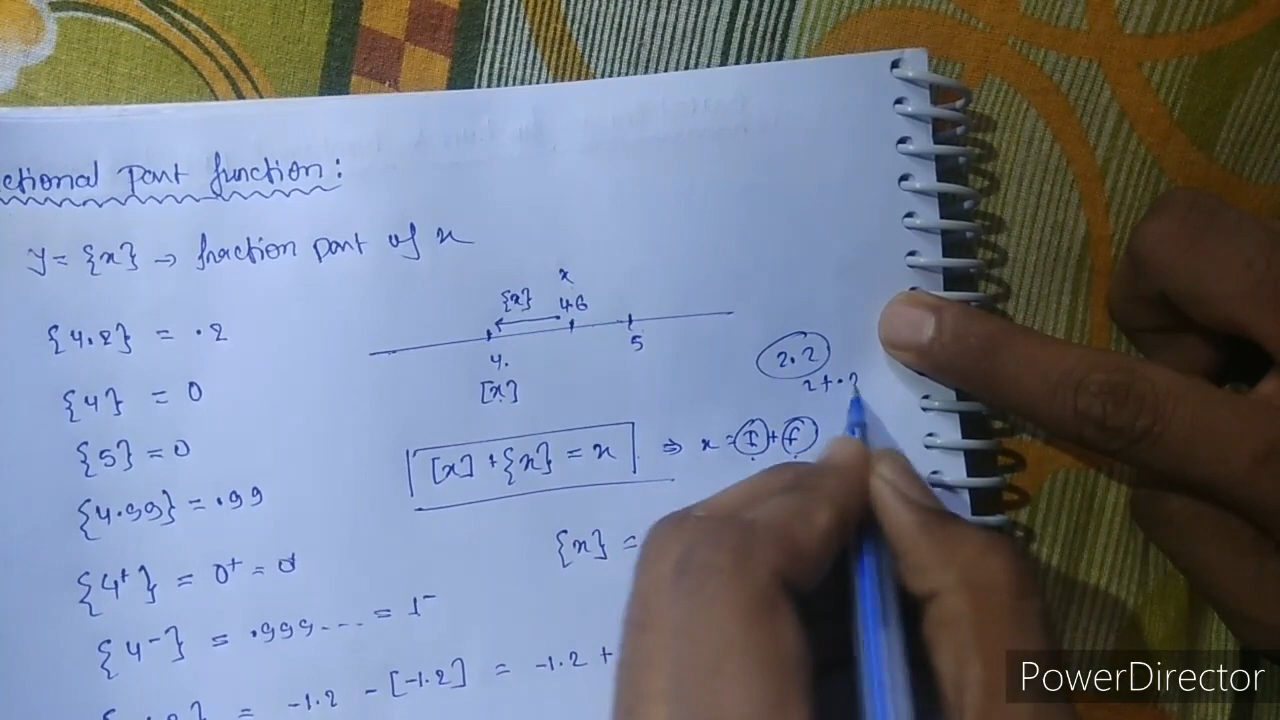 ctional Part function:
y = {x} → fraction part of x
{4.2} = .2
{4} = 0
{5} = 0
{4.99} = .99
{4+} = 0+ = 0
{4-} = .999... = 1-
= -1.2 - [-1.2] = -1.2 +
x
{x} 4.6
4. 5
[x]
[x] + {x} = x ⇒ x = I + f
2.2
2 + .2
{x} =
PowerDirector